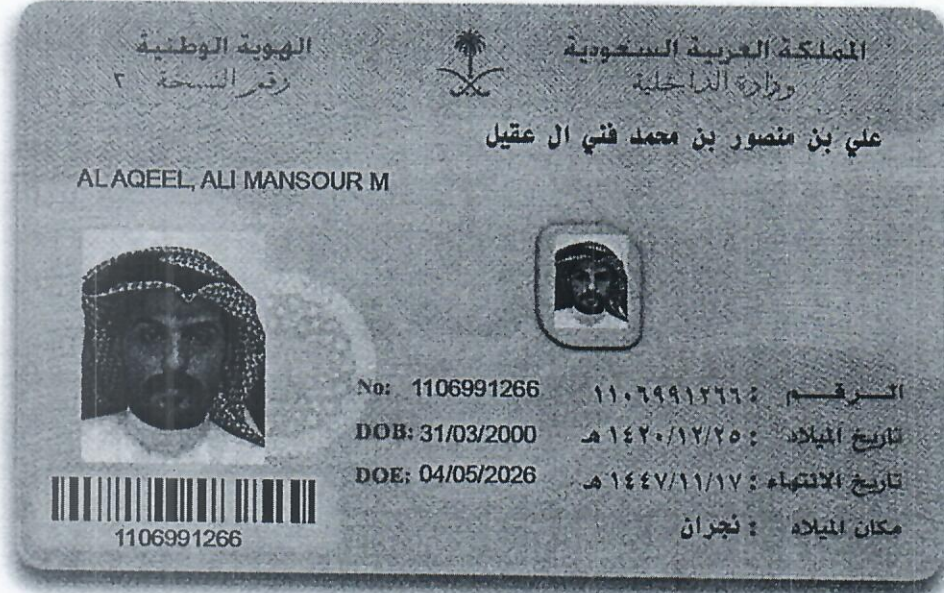 المملكة العربية السعودية
وزارة الداخلية
الهوية الوطنية
رقم النسخة ٢
علي بن منصور بن محمد فني ال عقيل
AL AQEEL, ALI MANSOUR M
الرقم : ١١٠٦٩٩١٢٦٦
No: 1106991266
تاريخ الميلاد : ١٤٢٠/١٢/٢٥ هـ
DOB: 31/03/2000
تاريخ الانتهاء : ١٤٤٧/١١/١٧ هـ
DOE: 04/05/2026
مكان الميلاد : نجران
1106991266